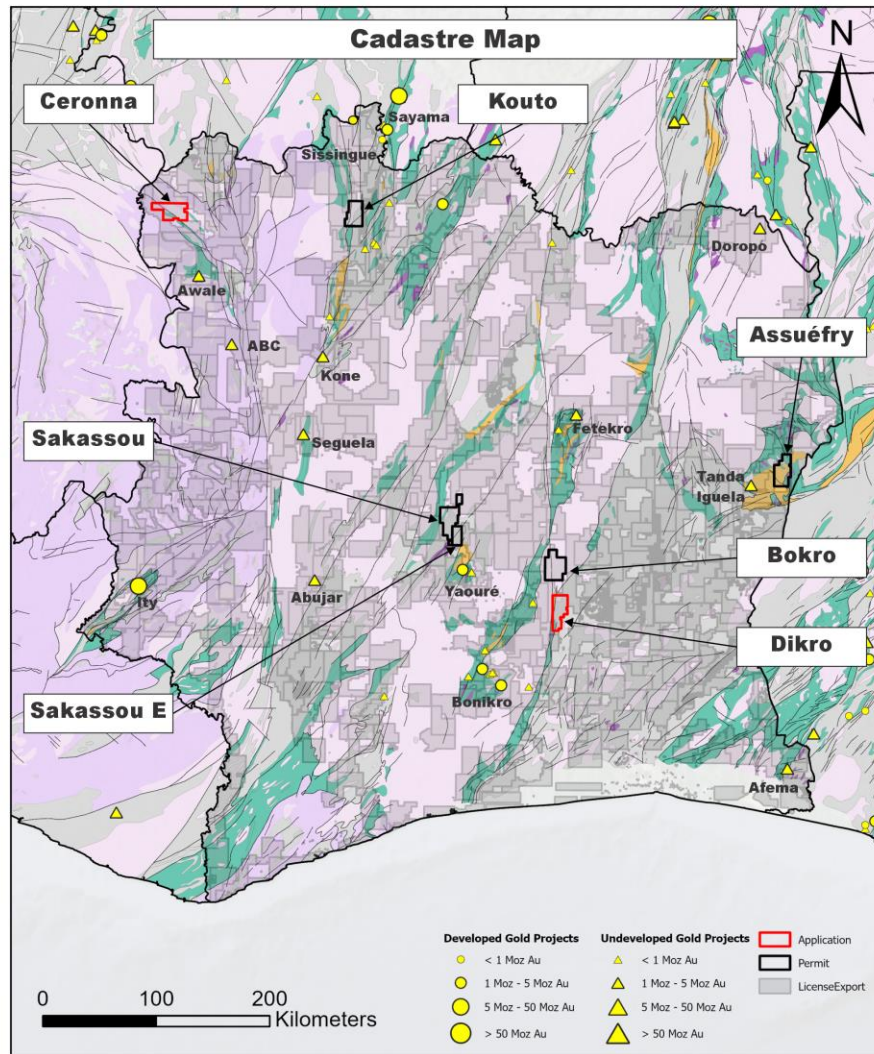 Cadastre Map
N
Ceronna
Kouto
Sayama
Sissingue
Doropo
Awale
Assuéfry
ABC
Kone
Sakassou
Seguela
Fetekro
Tanda
Iguela
Bokro
Yaouré
Ity
Abujar
Dikro
Sakassou E
Bonikro
Afema
Developed Gold Projects
< 1 Moz Au
1 Moz - 5 Moz Au
5 Moz - 50 Moz Au
> 50 Moz Au
Undeveloped Gold Projects
< 1 Moz Au
1 Moz - 5 Moz Au
5 Moz - 50 Moz Au
> 50 Moz Au
Application
Permit
LicenseExport
0 100 200
Kilometers